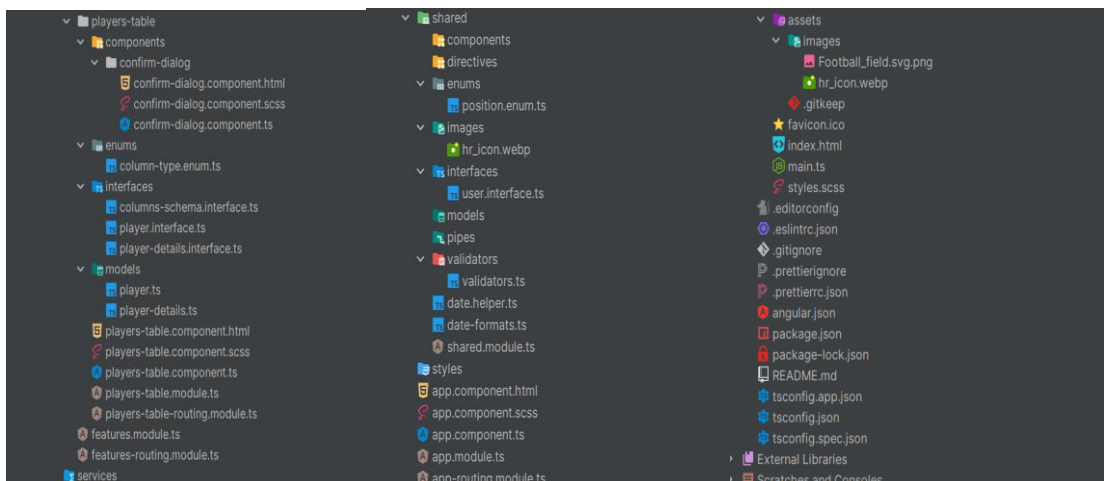 players-table
components
confirm-dialog
confirm-dialog.component.html
confirm-dialog.component.scss
confirm-dialog.component.ts
enums
column-type.enum.ts
interfaces
columns-schema.interface.ts
player.interface.ts
player-details.interface.ts
models
player.ts
player-details.ts
players-table.component.html
players-table.component.scss
players-table.component.ts
players-table.module.ts
players-table-routing.module.ts
features.module.ts
features-routing.module.ts
services
shared
components
directives
enums
position.enum.ts
images
hr_icon.webp
interfaces
user.interface.ts
models
pipes
validators
validators.ts
date.helper.ts
date-formats.ts
shared.module.ts
styles
app.component.html
app.component.scss
app.component.ts
app.module.ts
app-routing.module.ts
assets
images
Football_field.svg.png
hr_icon.webp
.gitkeep
favicon.ico
index.html
main.ts
styles.scss
.editorconfig
.eslintrc.json
.gitignore
.prettierignore
.prettierrc.json
angular.json
package.json
package-lock.json
README.md
tsconfig.app.json
tsconfig.json
tsconfig.spec.json
External Libraries
Scratches and Consoles